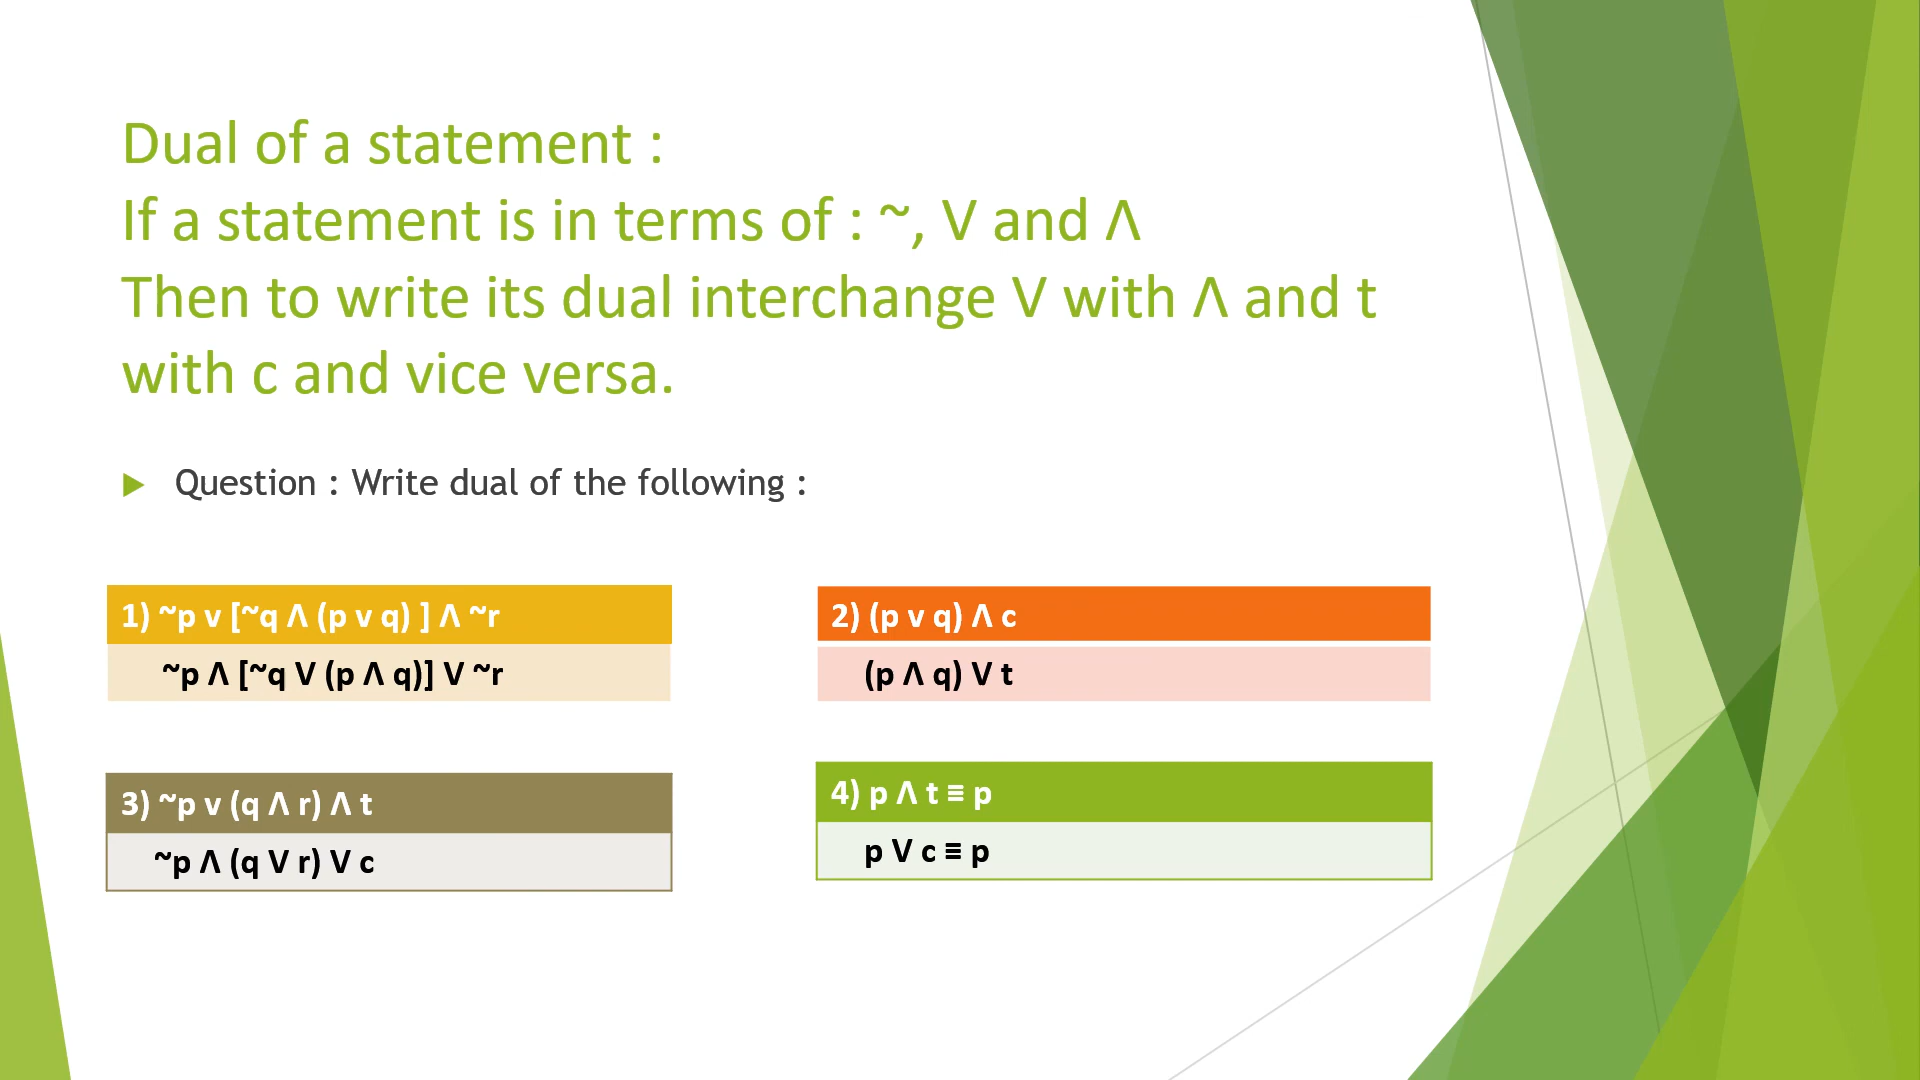 Dual of a statement :
If a statement is in terms of : ~, V and Λ
Then to write its dual interchange V with Λ and t
with c and vice versa.
Question : Write dual of the following :
1) ~p v [~q Λ (p v q) ] Λ ~r
~p Λ [~q V (p Λ q)] V ~r
2) (p v q) Λ c
(p Λ q) V t
3) ~p v (q Λ r) Λ t
~p Λ (q V r) V c
4) p Λ t ≡ p
p V c ≡ p